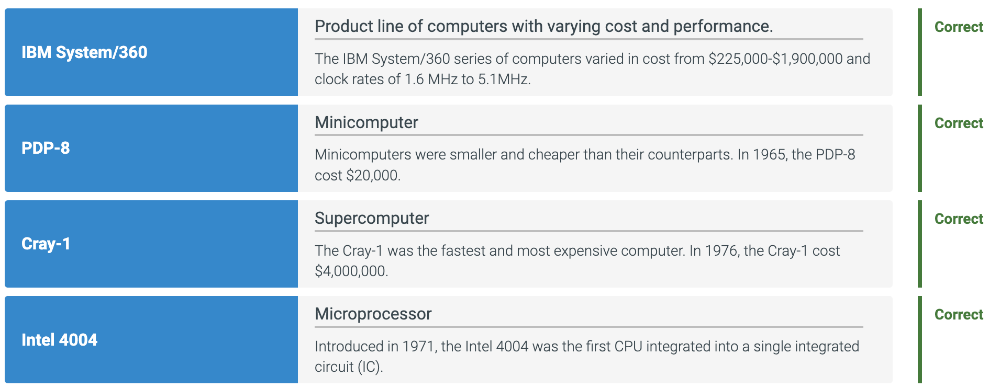 IBM System/360
Product line of computers with varying cost and performance.
The IBM System/360 series of computers varied in cost from $225,000-$1,900,000 and
clock rates of 1.6 MHz to 5.1MHz.
Correct
PDP-8
Minicomputer
Minicomputers were smaller and cheaper than their counterparts. In 1965, the PDP-8
cost $20,000.
Correct
Cray-1
Supercomputer
The Cray-1 was the fastest and most expensive computer. In 1976, the Cray-1 cost
$4,000,000.
Correct
Intel 4004
Microprocessor
Introduced in 1971, the Intel 4004 was the first CPU integrated into a single integrated
circuit (IC).
Correct